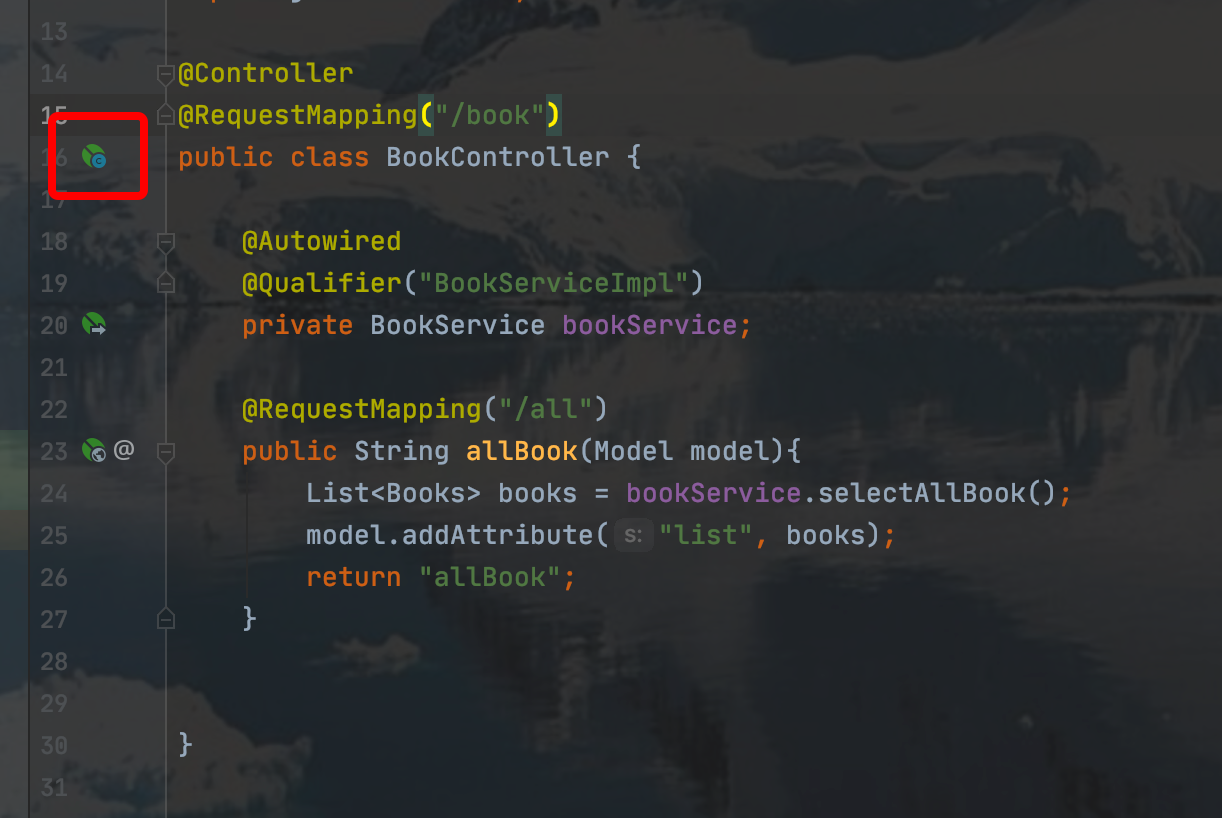 13
14 @Controller
15 @RequestMapping("/book")
16 public class BookController {
17
18 @Autowired
19 @Qualifier("BookServiceImpl")
20 private BookService bookService;
21
22 @RequestMapping("/all")
23 @ public String allBook(Model model){
24 List<Books> books = bookService.selectAllBook();
25 model.addAttribute( s: "list", books);
26 return "allBook";
27 }
28
29
30 }
31